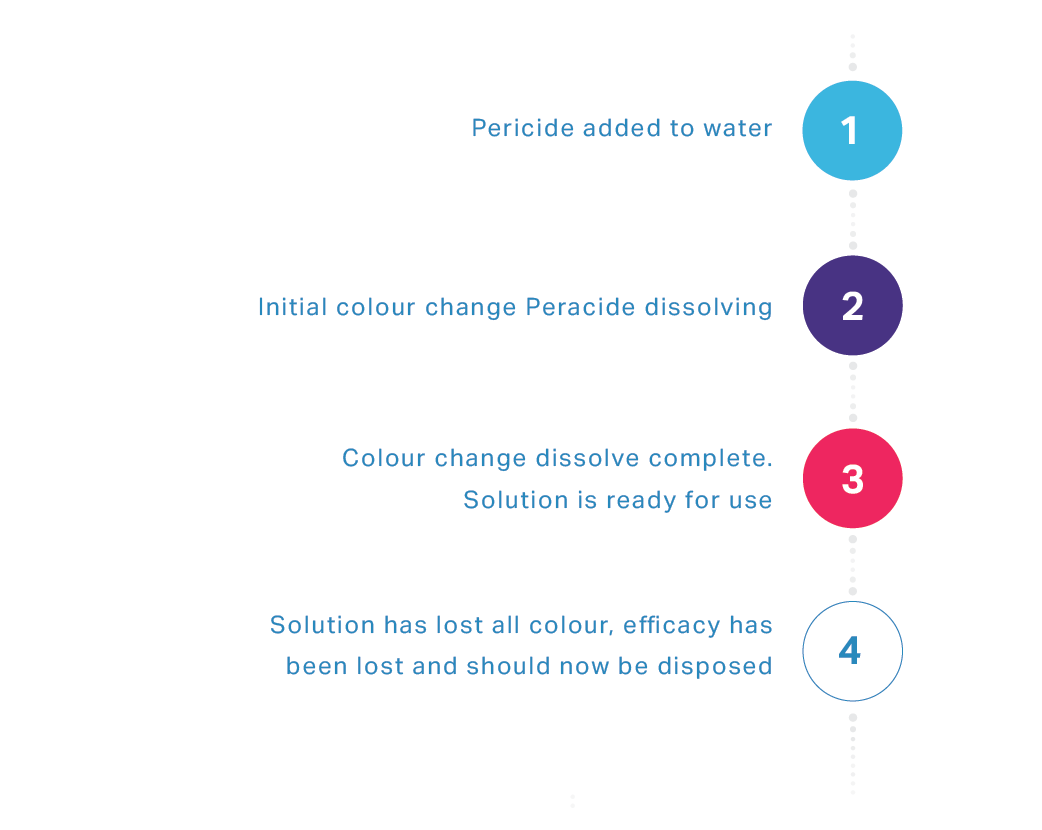 Pericide added to water
1
Initial colour change Peracide dissolving
2
Colour change dissolve complete.
Solution is ready for use
3
Solution has lost all colour, efficacy has
been lost and should now be disposed
4